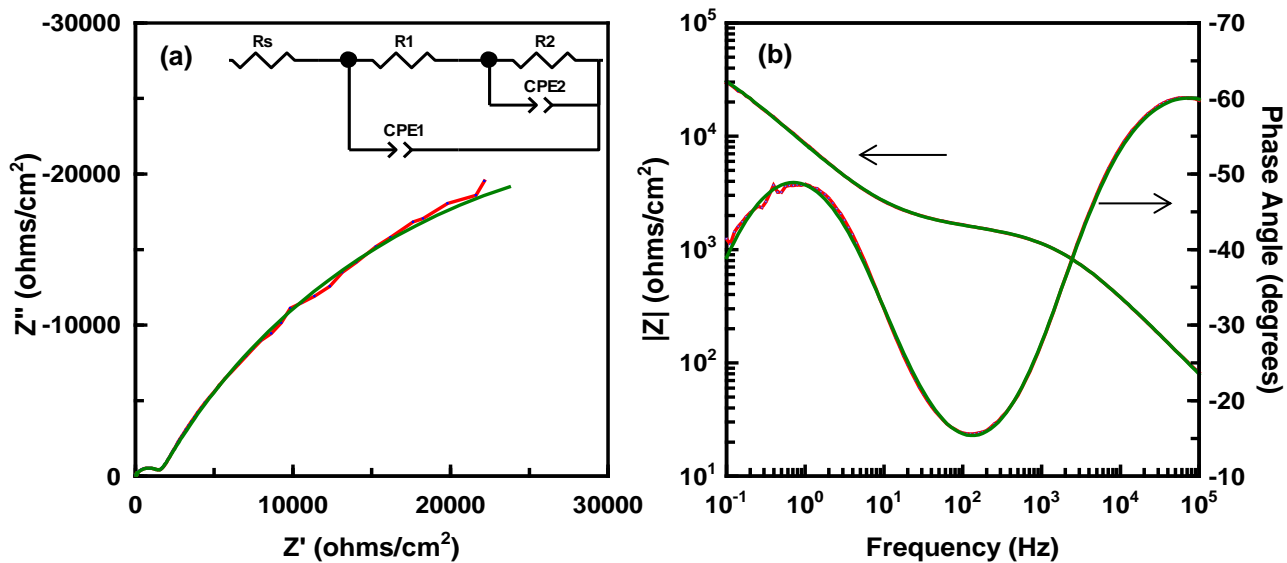 (a)
Rs
R1
R2
CPE2
CPE1
-30000
-20000
-10000
0
Z'' (ohms/cm²)
0
10000
20000
30000
Z' (ohms/cm²)
(b)
10⁵
10⁴
10³
10²
10¹
|Z| (ohms/cm²)
-70
-60
-50
-40
-30
-20
-10
Phase Angle (degrees)
10⁻¹
10⁰
10¹
10²
10³
10⁴
10⁵
Frequency (Hz)